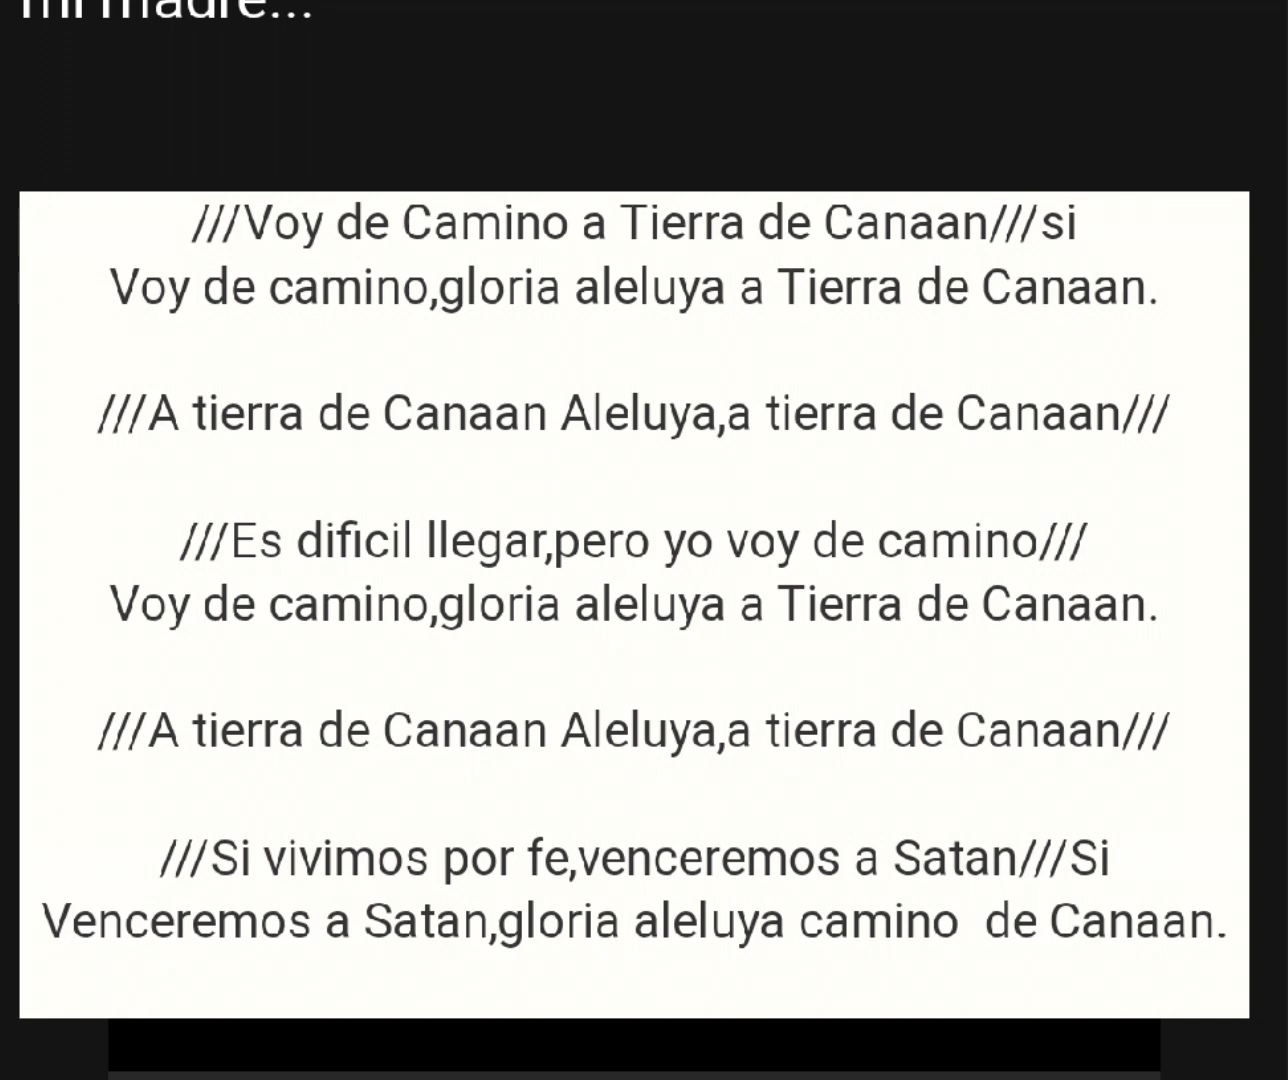 mi madre...
///Voy de Camino a Tierra de Canaan///si
Voy de camino,gloria aleluya a Tierra de Canaan.
///A tierra de Canaan Aleluya,a tierra de Canaan///
///Es dificil llegar,pero yo voy de camino///
Voy de camino,gloria aleluya a Tierra de Canaan.
///A tierra de Canaan Aleluya,a tierra de Canaan///
///Si vivimos por fe,venceremos a Satan///Si
Venceremos a Satan,gloria aleluya camino  de Canaan.